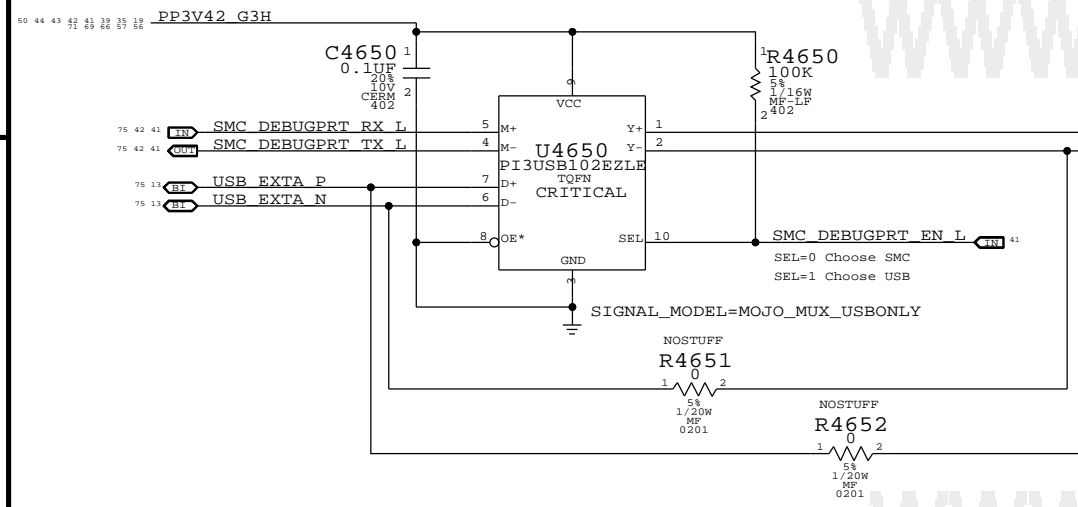 PP3V42_G3H
50 44 43 42 41 39 35 19
71 69 66 57 56
C4650
0.1UF
20%
10V
CERM
402
1
2
1
R4650
100K
5%
1/16W
MF-LF
402
2
9
VCC
75 42 41 IN SMC_DEBUGPRT_RX_L 5 M+ Y+ 1
75 42 41 OUT SMC_DEBUGPRT_TX_L 4 M- Y- 2
U4650
PI3USB102EZLE
TQFN
CRITICAL
75 13 BI USB_EXTA_P 7 D+
75 13 BI USB_EXTA_N 6 D-
8 OE* SEL 10 SMC_DEBUGPRT_EN_L IN 41
SEL=0 Choose SMC
SEL=1 Choose USB
GND
3
SIGNAL_MODEL=MOJO_MUX_USBONLY
NOSTUFF
R4651
0
1 2
5%
1/20W
MF
0201
NOSTUFF
R4652
0
1 2
5%
1/20W
MF
0201